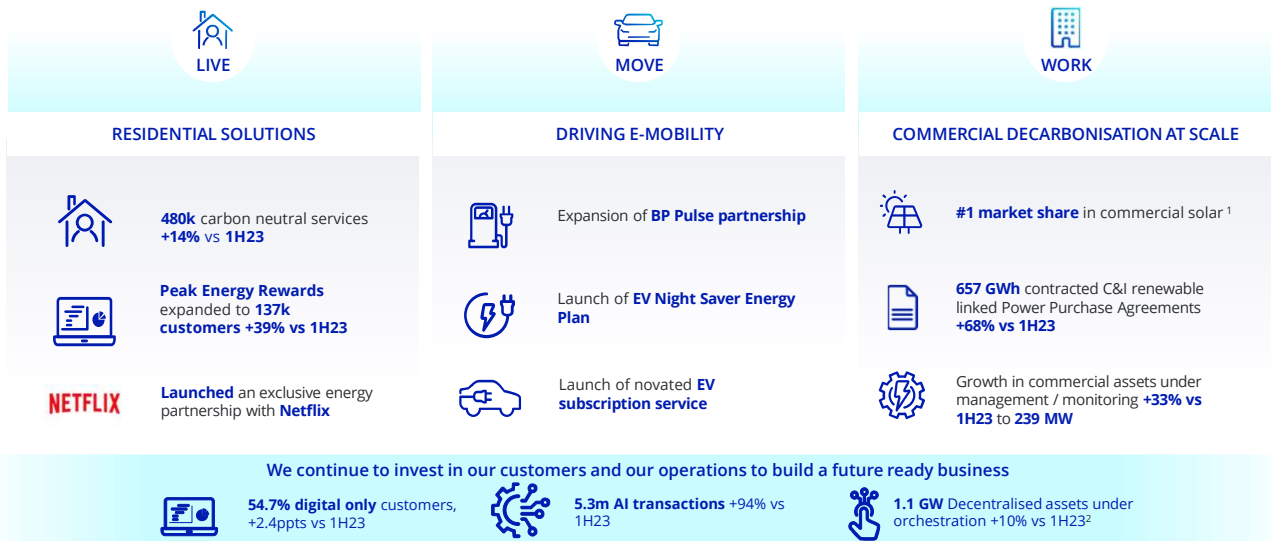 LIVE
RESIDENTIAL SOLUTIONS
480k carbon neutral services
+14% vs 1H23
Peak Energy Rewards
expanded to 137k
customers +39% vs 1H23
NETFLIX
Launched an exclusive energy
partnership with Netflix
MOVE
DRIVING E-MOBILITY
Expansion of BP Pulse partnership
Launch of EV Night Saver Energy
Plan
Launch of novated EV
subscription service
WORK
COMMERCIAL DECARBONISATION AT SCALE
#1 market share in commercial solar ¹
657 GWh contracted C&I renewable
linked Power Purchase Agreements
+68% vs 1H23
Growth in commercial assets under
management / monitoring +33% vs
1H23 to 239 MW
We continue to invest in our customers and our operations to build a future ready business
54.7% digital only customers,
+2.4ppts vs 1H23
5.3m AI transactions +94% vs
1H23
1.1 GW Decentralised assets under
orchestration +10% vs 1H23²